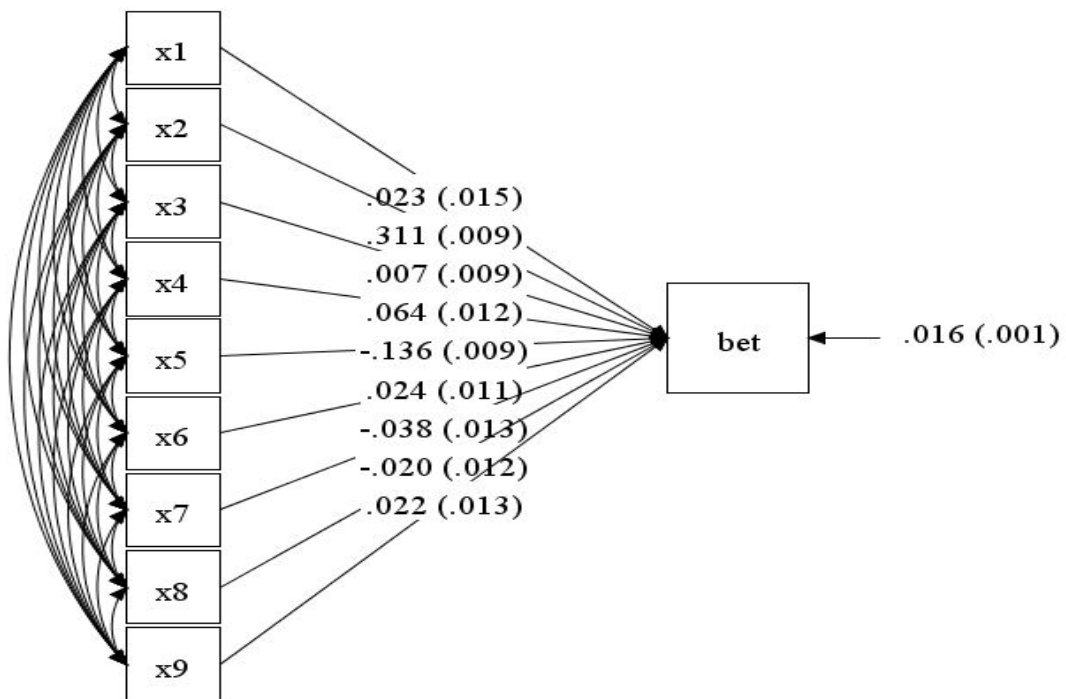 x1
x2
x3
x4
x5
x6
x7
x8
x9
.023 (.015)
.311 (.009)
.007 (.009)
.064 (.012)
-.136 (.009)
.024 (.011)
-.038 (.013)
-.020 (.012)
.022 (.013)
bet
.016 (.001)